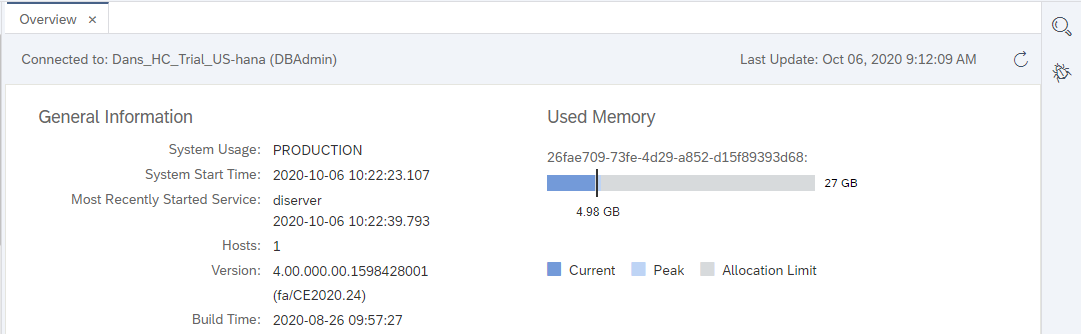 Overview ×
Connected to: Dans_HC_Trial_US-hana (DBAdmin)
Last Update: Oct 06, 2020 9:12:09 AM
General Information
System Usage: PRODUCTION
System Start Time: 2020-10-06 10:22:23.107
Most Recently Started Service: diserver
2020-10-06 10:22:39.793
Hosts: 1
Version: 4.00.000.00.1598428001
(fa/CE2020.24)
Build Time: 2020-08-26 09:57:27
Used Memory
26fae709-73fe-4d29-a852-d15f89393d68:
27 GB
4.98 GB
Current
Peak
Allocation Limit